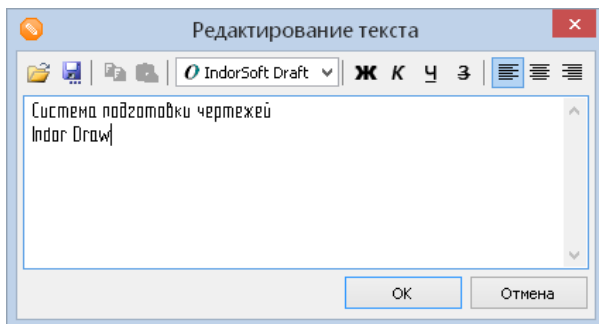 Редактирование текста
IndorSoft Draft Ж К Ч З
Система подготовки чертежей
Indor Draw
OK Отмена